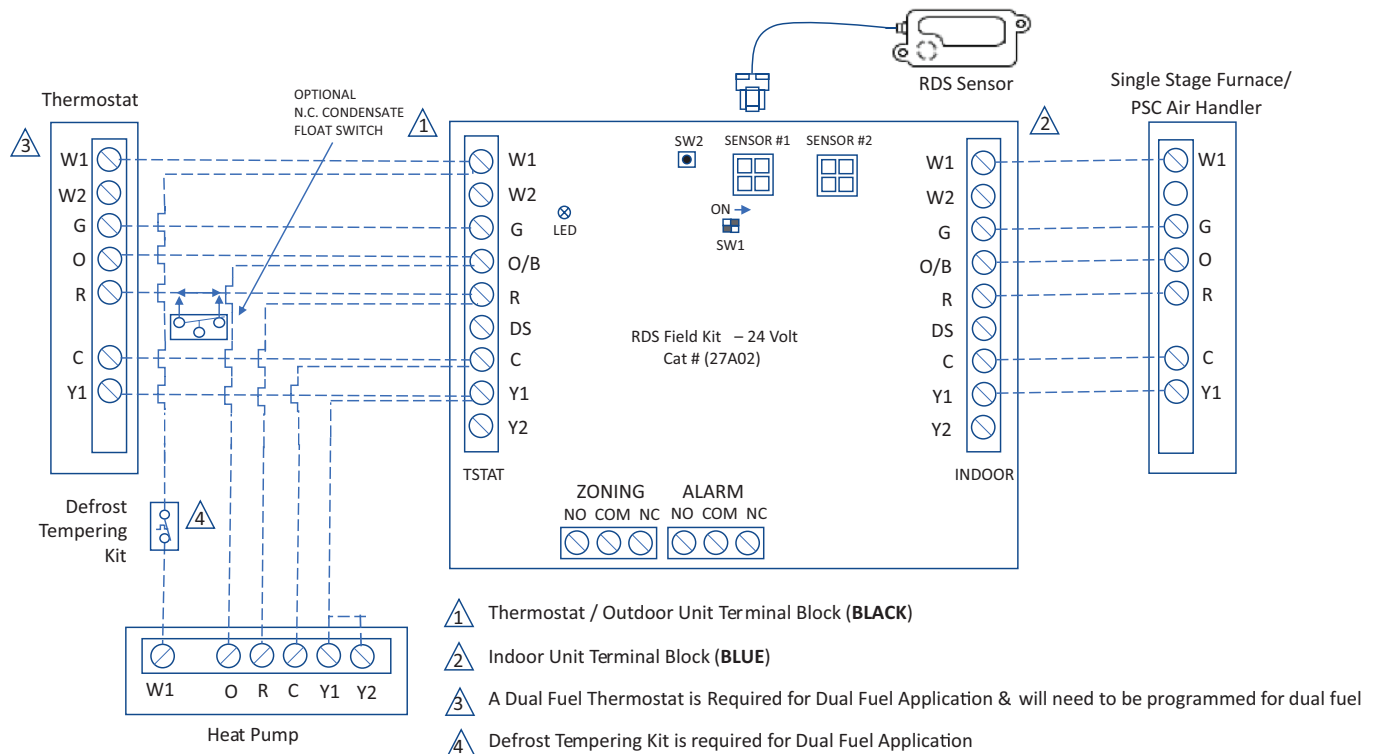 RDS Sensor
Single Stage Furnace/
PSC Air Handler
Thermostat
OPTIONAL
N.C. CONDENSATE
FLOAT SWITCH
3
1
2
W1
W2
G
O
R
C
Y1
W1
W2
G
O/B
R
DS
C
Y1
Y2
TSTAT
SW2
SENSOR #1
SENSOR #2
LED
ON
SW1
RDS Field Kit – 24 Volt
Cat # (27A02)
ZONING
NO COM NC
ALARM
NO COM NC
W1
W2
G
O/B
R
DS
C
Y1
Y2
INDOOR
W1
G
O
R
C
Y1
Defrost
Tempering
Kit
4
W1 O R C Y1 Y2
Heat Pump
1 Thermostat / Outdoor Unit Terminal Block (BLACK)
2 Indoor Unit Terminal Block (BLUE)
3 A Dual Fuel Thermostat is Required for Dual Fuel Application & will need to be programmed for dual fuel
4 Defrost Tempering Kit is required for Dual Fuel Application